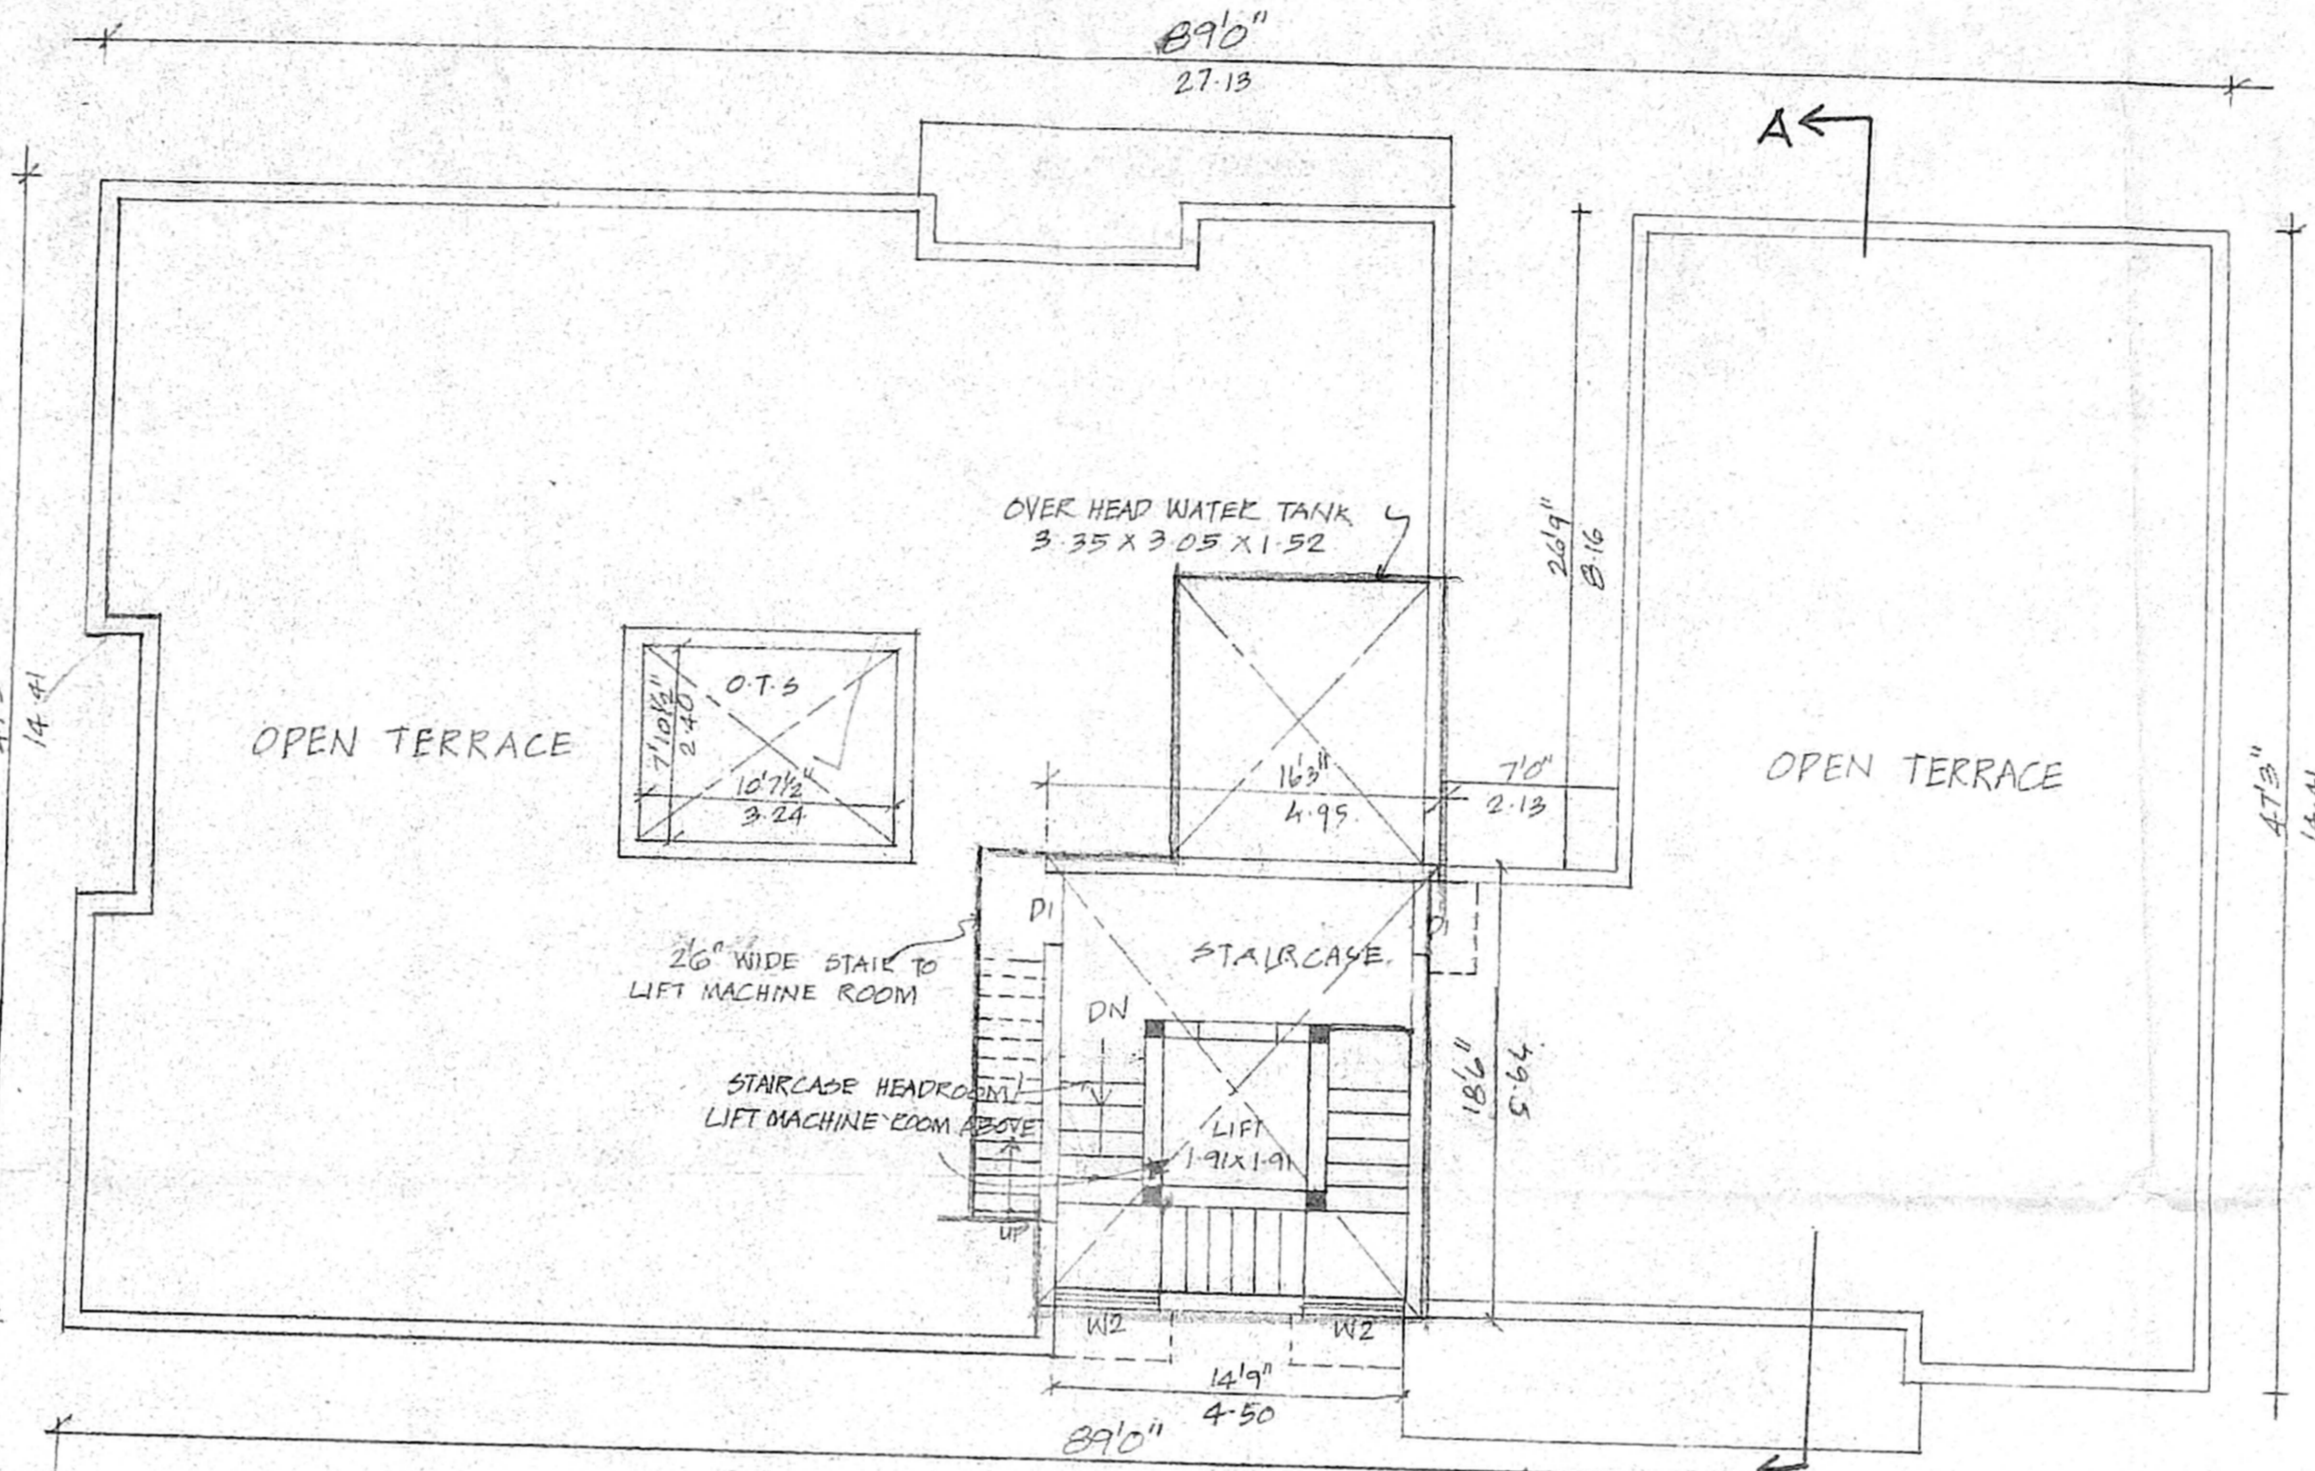 89'0"
27.13
A
OVER HEAD WATER TANK
3.35 X 3.05 X 1.52
26'9"
8.16
14.41
O.T.S
7'10½"
2.40
10'7½"
3.24
OPEN TERRACE
16'3"
4.95
7'0"
2.13
OPEN TERRACE
47'3"
D1
D1
STAIRCASE
2'6" WIDE STAIR TO
LIFT MACHINE ROOM
DN
STAIRCASE HEADROOM/
LIFT MACHINE ROOM ABOVE
LIFT
1.91X1.91
18'6"
5.64
UP
W2
W2
14'9"
4.50
89'0"